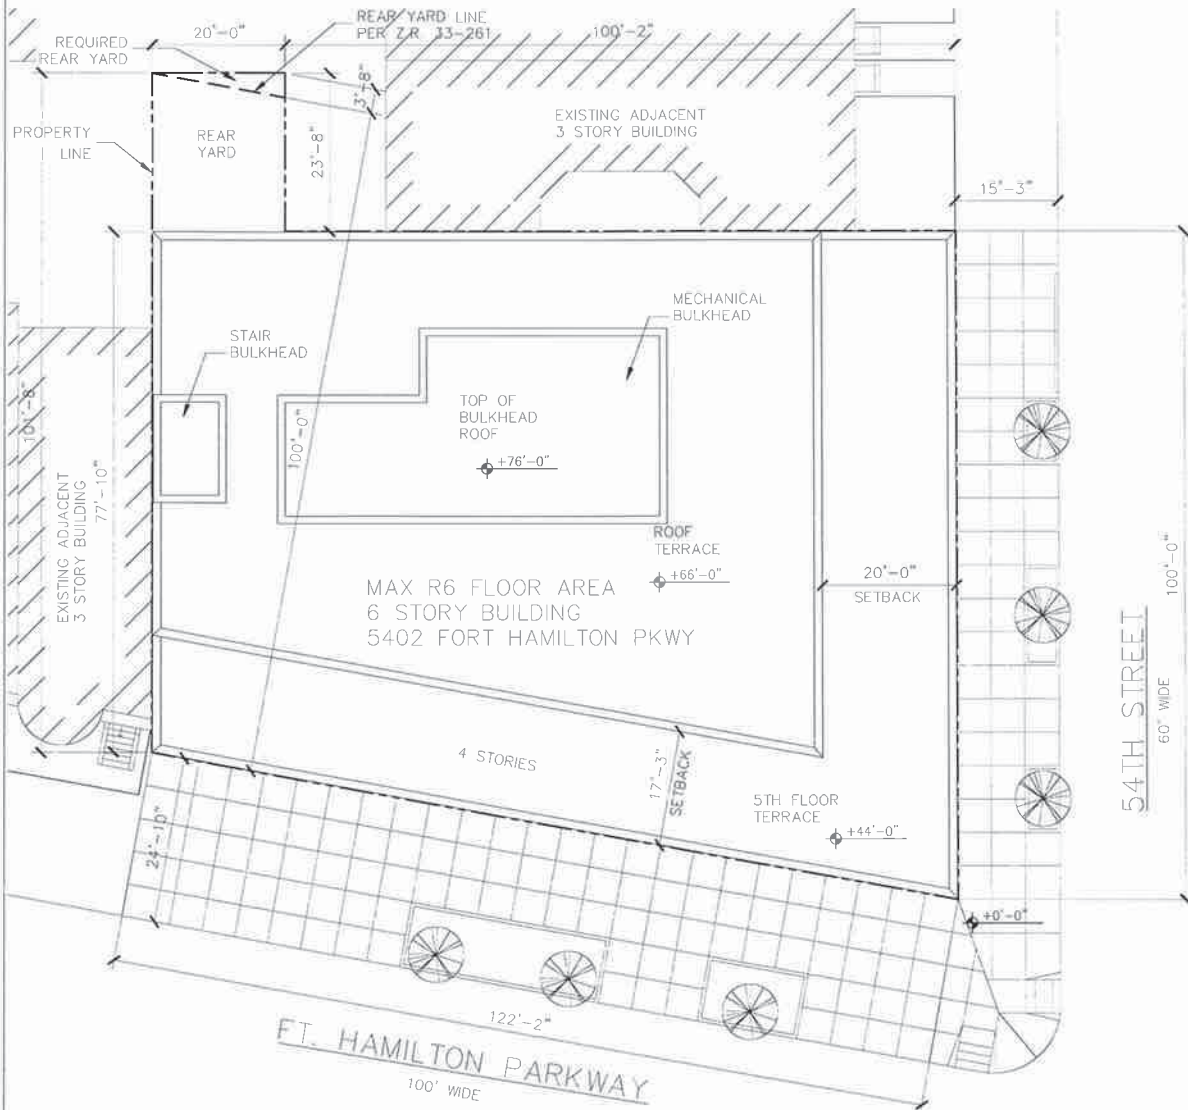 REAR YARD LINE
PER Z.R. 33-261
20'-0"
100'-2"
REQUIRED
REAR YARD
3'-8"
PROPERTY
LINE
REAR
YARD
23'-8"
EXISTING ADJACENT
3 STORY BUILDING
15'-3"
STAIR
BULKHEAD
MECHANICAL
BULKHEAD
TOP OF
BULKHEAD
ROOF
+76'-0"
100'-0"
101'-8"
EXISTING ADJACENT
3 STORY BUILDING
77'-10"
ROOF
TERRACE
+66'-0"
20'-0"
SETBACK
MAX R6 FLOOR AREA
6 STORY BUILDING
5402 FORT HAMILTON PKWY
100'-0"
54TH STREET
60" WIDE
4 STORIES
17'-3"
SETBACK
5TH FLOOR
TERRACE
+44'-0"
24'-10"
+0'-0"
122'-2"
FT. HAMILTON PARKWAY
100' WIDE